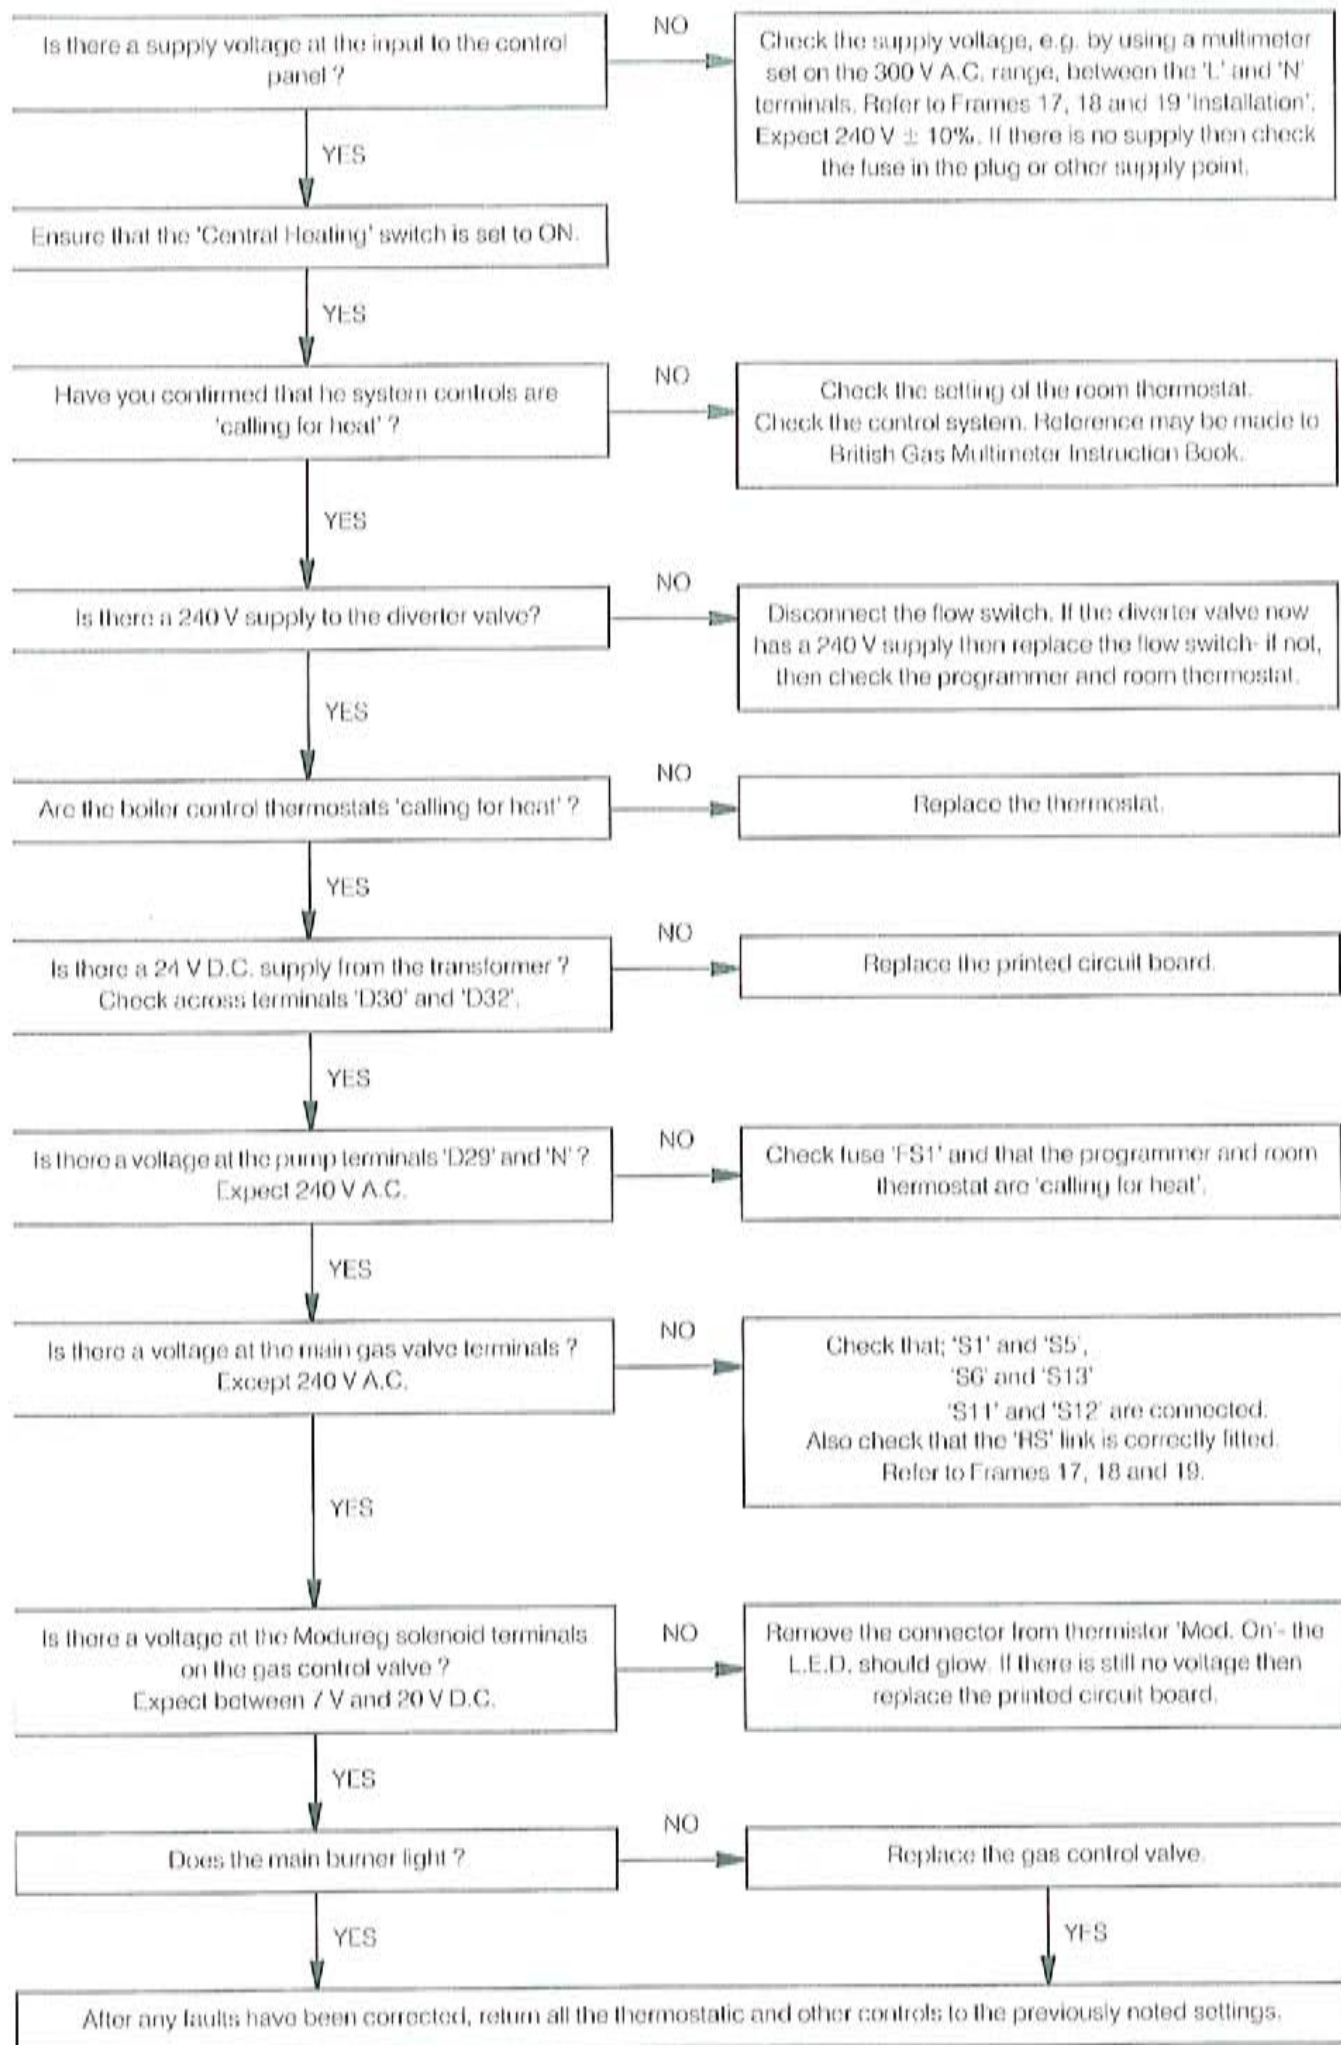 Is there a supply voltage at the input to the control
panel ?
NO
Check the supply voltage, e.g. by using a multimeter
set on the 300 V A.C. range, between the 'L' and 'N'
terminals. Refer to Frames 17, 18 and 19 'Installation'.
Expect 240 V ± 10%. If there is no supply then check
the fuse in the plug or other supply point.
YES
Ensure that the 'Central Heating' switch is set to ON.
YES
Have you confirmed that he system controls are
'calling for heat' ?
NO
Check the setting of the room thermostat.
Check the control system. Reference may be made to
British Gas Multimeter Instruction Book.
YES
Is there a 240 V supply to the diverter valve?
NO
Disconnect the flow switch. If the diverter valve now
has a 240 V supply then replace the flow switch- if not,
then check the programmer and room thermostat.
YES
Are the boiler control thermostats 'calling for heat' ?
NO
Replace the thermostat.
YES
Is there a 24 V D.C. supply from the transformer ?
Check across terminals 'D30' and 'D32'.
NO
Replace the printed circuit board.
YES
Is there a voltage at the pump terminals 'D29' and 'N' ?
Expect 240 V A.C.
NO
Check fuse 'FS1' and that the programmer and room
thermostat are 'calling for heat'.
YES
Is there a voltage at the main gas valve terminals ?
Except 240 V A.C.
NO
Check that; 'S1' and 'S5',
'S6' and 'S13'
'S11' and 'S12' are connected.
Also check that the 'RS' link is correctly fitted.
Refer to Frames 17, 18 and 19.
YES
Is there a voltage at the Modureg solenoid terminals
on the gas control valve ?
Expect between 7 V and 20 V D.C.
NO
Remove the connector from thermistor 'Mod. On'- the
L.E.D. should glow. If there is still no voltage then
replace the printed circuit board.
YES
Does the main burner light ?
NO
Replace the gas control valve.
YES
YES
After any faults have been corrected, return all the thermostatic and other controls to the previously noted settings.